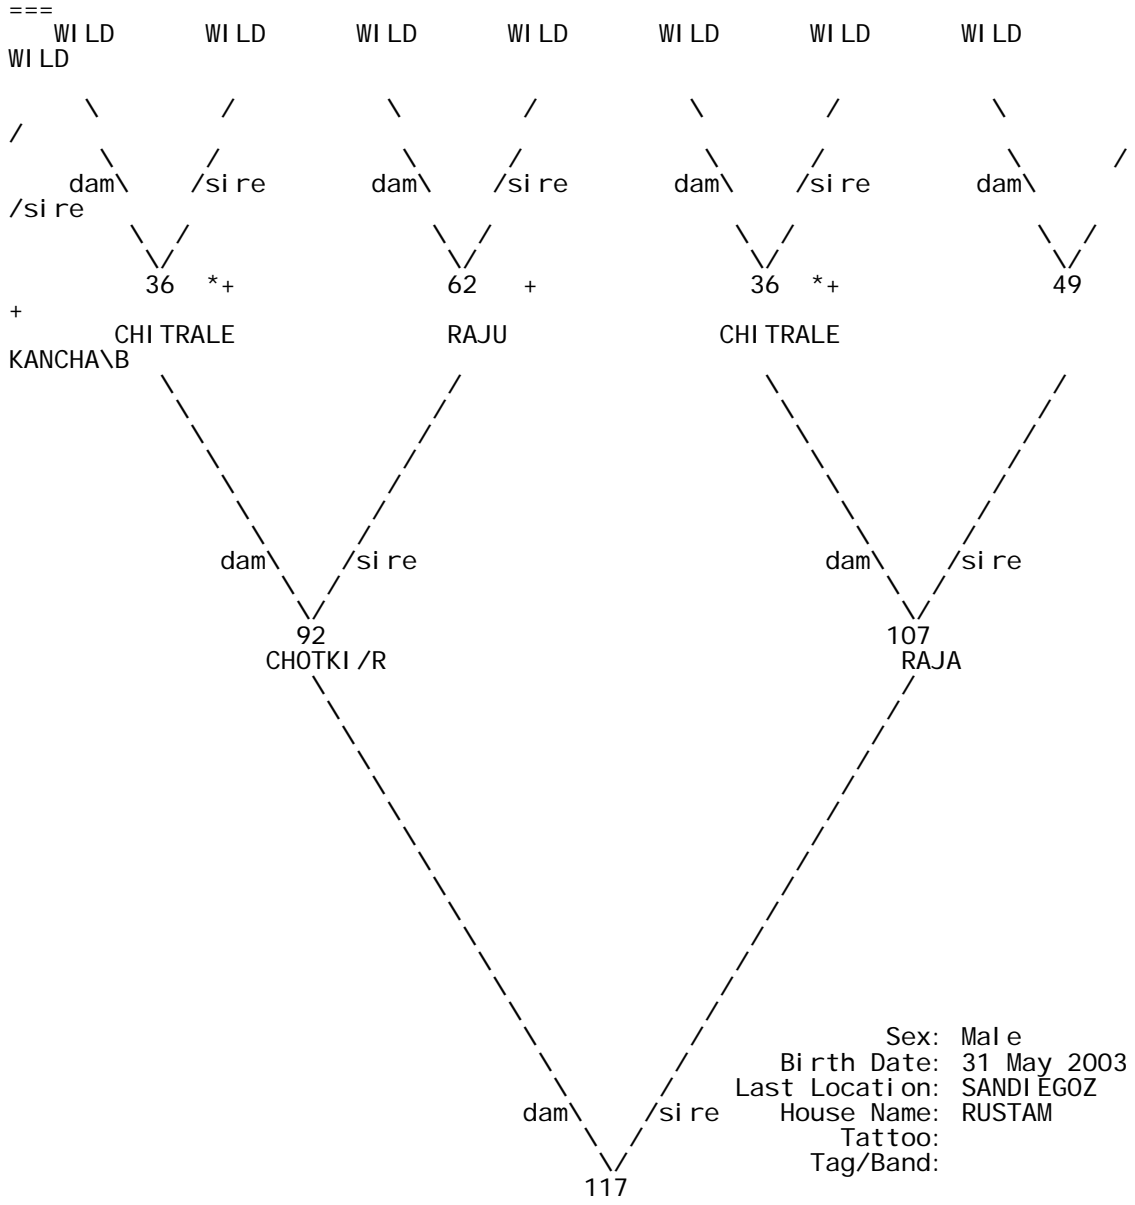 ===
WILD WILD WILD WILD WILD WILD WILD
WILD
\ / \ / \ / \
/
\ / \ / \ / \ /
dam\ /sire dam\ /sire dam\ /sire dam\
/sire
\ / \ / \ / \ /
\/ \/ \/ \/
36 *+ 62 + 36 *+ 49
+
CHITRALE RAJU CHITRALE
KANCHA\B
\ / \ /
\ / \ /
\ / \ /
\ / \ /
\ / \ /
\ / \ /
\ / \ /
dam\ /sire dam\ /sire
\ / \ /
\/ \/
92 107
CHOTKI/R RAJA
\ /
\ /
\ /
\ /
\ /
\ /
\ /
\ /
\ /
\ /
\ /
\ /
\ /
\ /
\ / Sex: Male
\ / Birth Date: 31 May 2003
\ / Last Location: SANDIEGOZ
dam\ /sire House Name: RUSTAM
\ / Tattoo:
\/ Tag/Band:
117